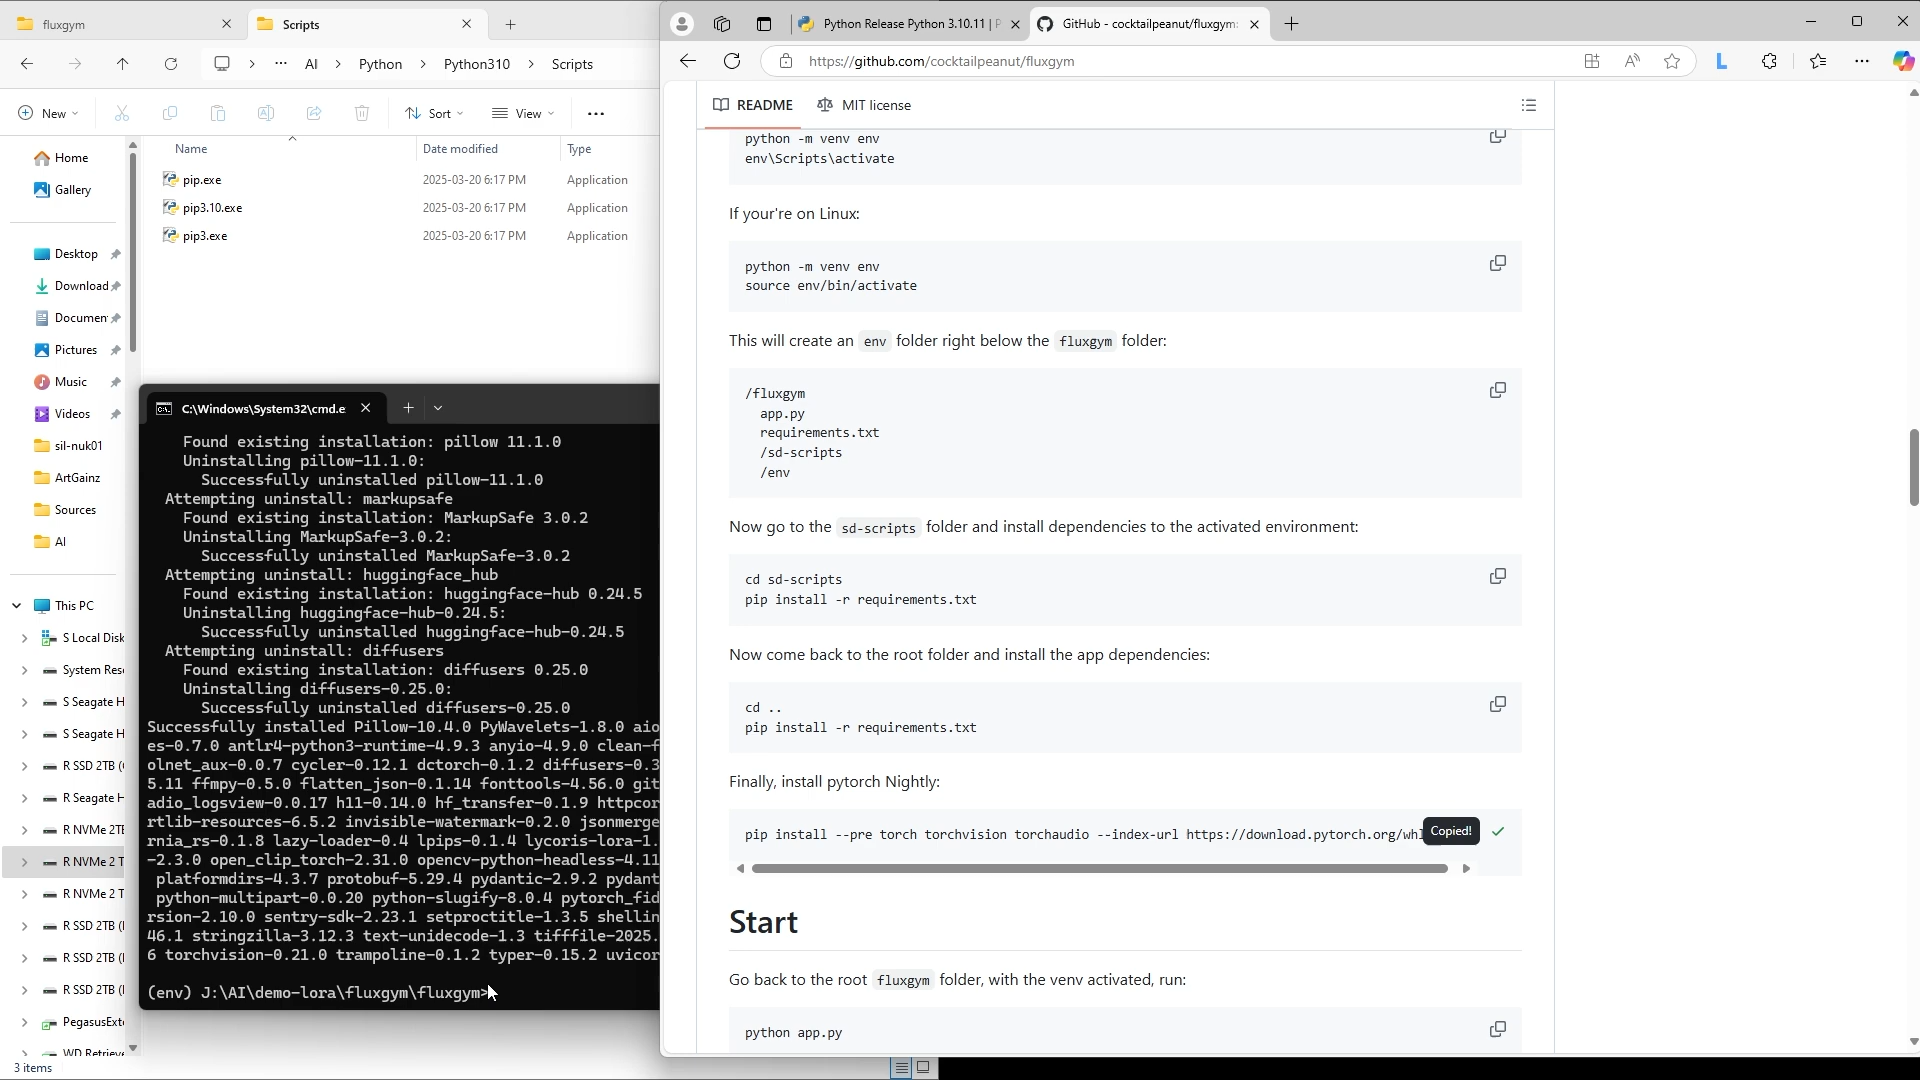 fluxgym
Scripts
AI > Python > Python310 > Scripts
New
Sort
View
Name
Date modified
Type
pip.exe
2025-03-20 6:17 PM
Application
pip3.10.exe
2025-03-20 6:17 PM
Application
pip3.exe
2025-03-20 6:17 PM
Application
Home
Gallery
Desktop
Download
Documen
Pictures
Music
Videos
sil-nuk01
ArtGainz
Sources
AI
This PC
S Local Disk
System Res
S Seagate H
S Seagate H
R SSD 2TB (
R Seagate H
R NVMe 2TB
R NVMe 2 T
R NVMe 2 T
R SSD 2TB (
R SSD 2TB (
R SSD 2TB (
PegasusExt
WD Retrieve
3 items
C:\Windows\System32\cmd.e
Found existing installation: pillow 11.1.0
Uninstalling pillow-11.1.0:
Successfully uninstalled pillow-11.1.0
Attempting uninstall: markupsafe
Found existing installation: MarkupSafe 3.0.2
Uninstalling MarkupSafe-3.0.2:
Successfully uninstalled MarkupSafe-3.0.2
Attempting uninstall: huggingface_hub
Found existing installation: huggingface-hub 0.24.5
Uninstalling huggingface-hub-0.24.5:
Successfully uninstalled huggingface-hub-0.24.5
Attempting uninstall: diffusers
Found existing installation: diffusers 0.25.0
Uninstalling diffusers-0.25.0:
Successfully uninstalled diffusers-0.25.0
Successfully installed Pillow-10.4.0 PyWavelets-1.8.0 aio
es-0.7.0 antlr4-python3-runtime-4.9.3 anyio-4.9.0 clean-f
olnet_aux-0.0.7 cycler-0.12.1 dctorch-0.1.2 diffusers-0.3
5.11 ffmpy-0.5.0 flatten_json-0.1.14 fonttools-4.56.0 git
adio_logsview-0.0.17 h11-0.14.0 hf_transfer-0.1.9 httpcor
rtlib-resources-6.5.2 invisible-watermark-0.2.0 jsonmerge
rnia_rs-0.1.8 lazy-loader-0.4 lpips-0.1.4 lycoris-lora-1.
-2.3.0 open_clip_torch-2.31.0 opencv-python-headless-4.11
platformdirs-4.3.7 protobuf-5.29.4 pydantic-2.9.2 pydant
python-multipart-0.0.20 python-slugify-8.0.4 pytorch_fid
rsion-2.10.0 sentry-sdk-2.23.1 setproctitle-1.3.5 shellin
46.1 stringzilla-3.12.3 text-unidecode-1.3 tifffile-2025.
6 torchvision-0.21.0 trampoline-0.1.2 typer-0.15.2 uvicor
(env) J:\AI\demo-lora\fluxgym\fluxgym>
Python Release Python 3.10.11 | P
GitHub - cocktailpeanut/fluxgym:
https://github.com/cocktailpeanut/fluxgym
README
MIT license
python -m venv env
env\Scripts\activate
If your're on Linux:
python -m venv env
source env/bin/activate
This will create an env folder right below the fluxgym folder:
/fluxgym
app.py
requirements.txt
/sd-scripts
/env
Now go to the sd-scripts folder and install dependencies to the activated environment:
cd sd-scripts
pip install -r requirements.txt
Now come back to the root folder and install the app dependencies:
cd ..
pip install -r requirements.txt
Finally, install pytorch Nightly:
pip install --pre torch torchvision torchaudio --index-url https://download.pytorch.org/whl
Copied!
Start
Go back to the root fluxgym folder, with the venv activated, run:
python app.py